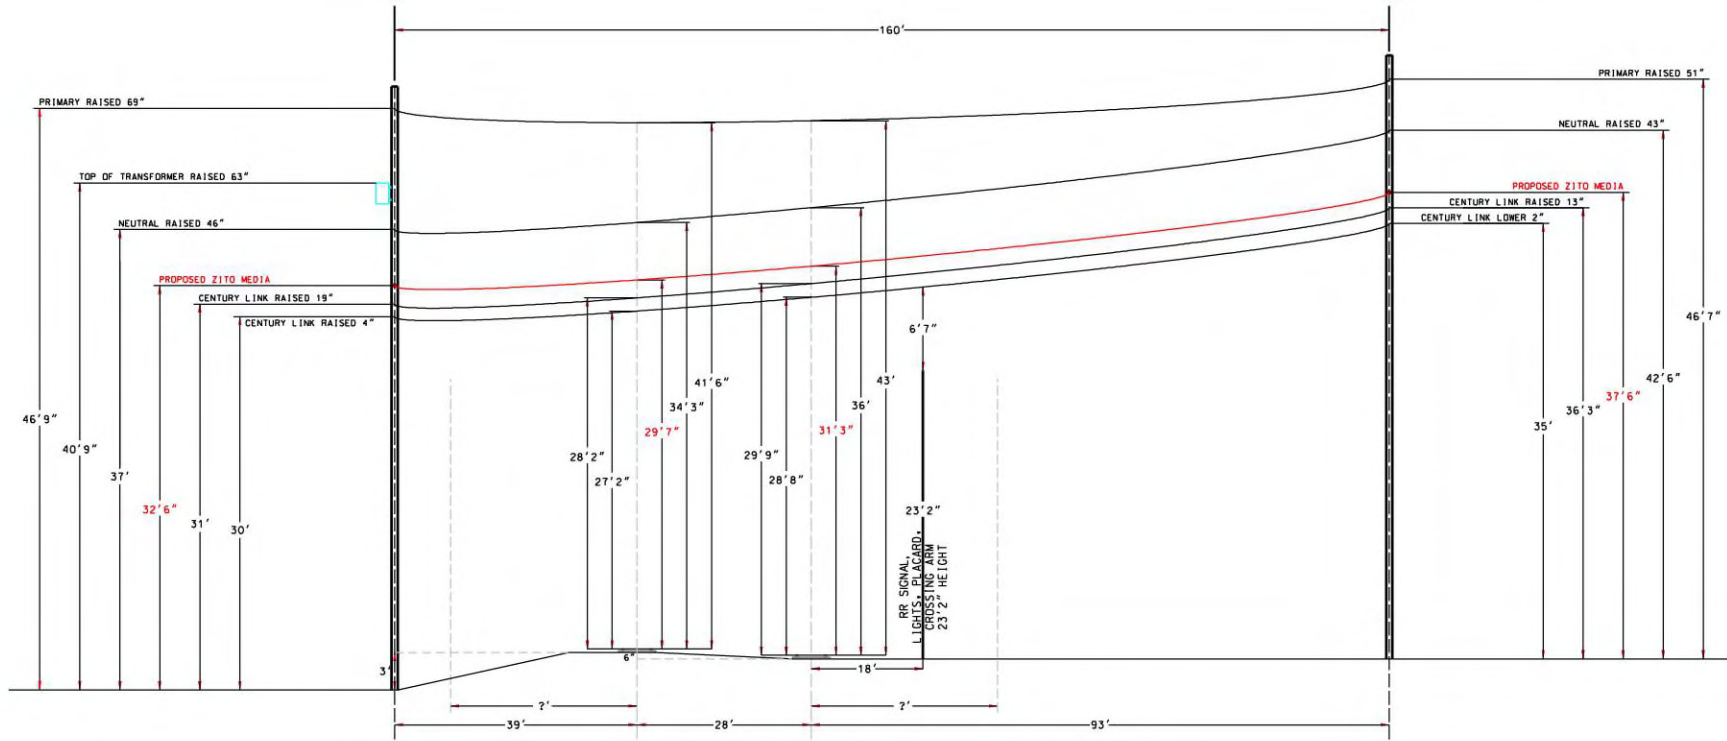 160'
PRIMARY RAISED 69"
PRIMARY RAISED 51"
NEUTRAL RAISED 43"
TOP OF TRANSFORMER RAISED 63"
PROPOSED ZITO MEDIA
CENTURY LINK RAISED 13"
CENTURY LINK LOWER 2"
NEUTRAL RAISED 46"
PROPOSED ZITO MEDIA
CENTURY LINK RAISED 19"
CENTURY LINK RAISED 4"
46'9"
40'9"
37'
32'6"
31'
30'
28'2"
27'2"
29'7"
34'3"
41'6"
29'9"
28'8"
31'3"
36'
43'
6'7"
23'2"
RR SIGNAL,
LIGHTS, PLACARD,
CROSSING ARM
23'2" HEIGHT
35'
36'3"
37'6"
42'6"
46'7"
3'
6"
18'
?'
?'
39'
28'
93'